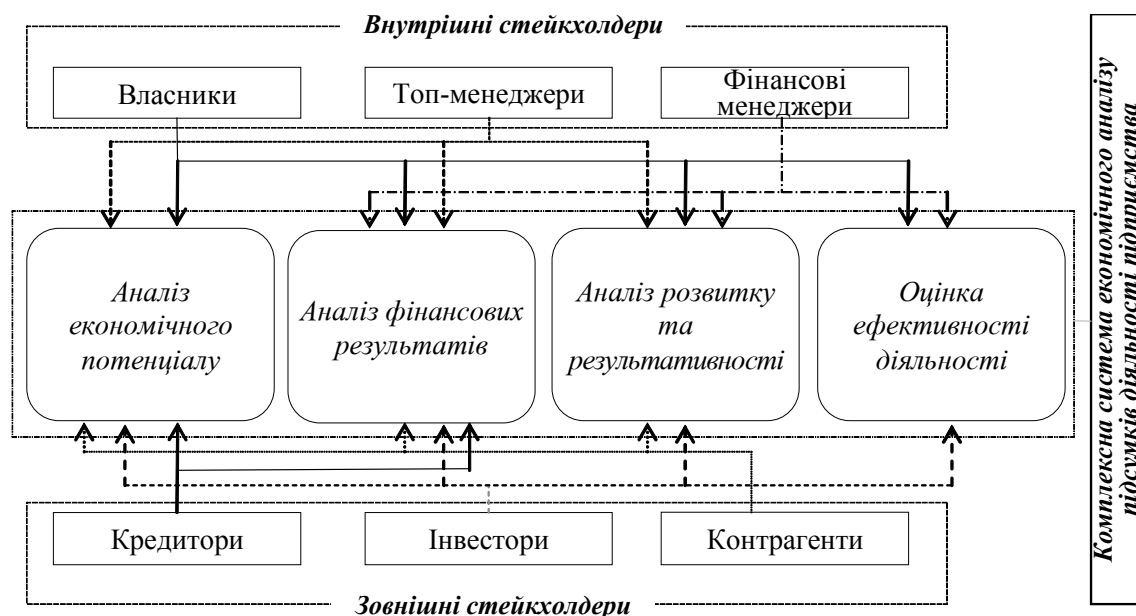 Внутрішні стейкхолдери
Власники
Топ-менеджери
Фінансові
менеджери
Аналіз
економічного
потенціалу
Аналіз фінансових
результатів
Аналіз розвитку
та
результативності
Оцінка
ефективності
діяльності
Кредитори
Інвестори
Контрагенти
Зовнішні стейкхолдери
Комплексна система економічного аналізу
підсумків діяльності підприємства